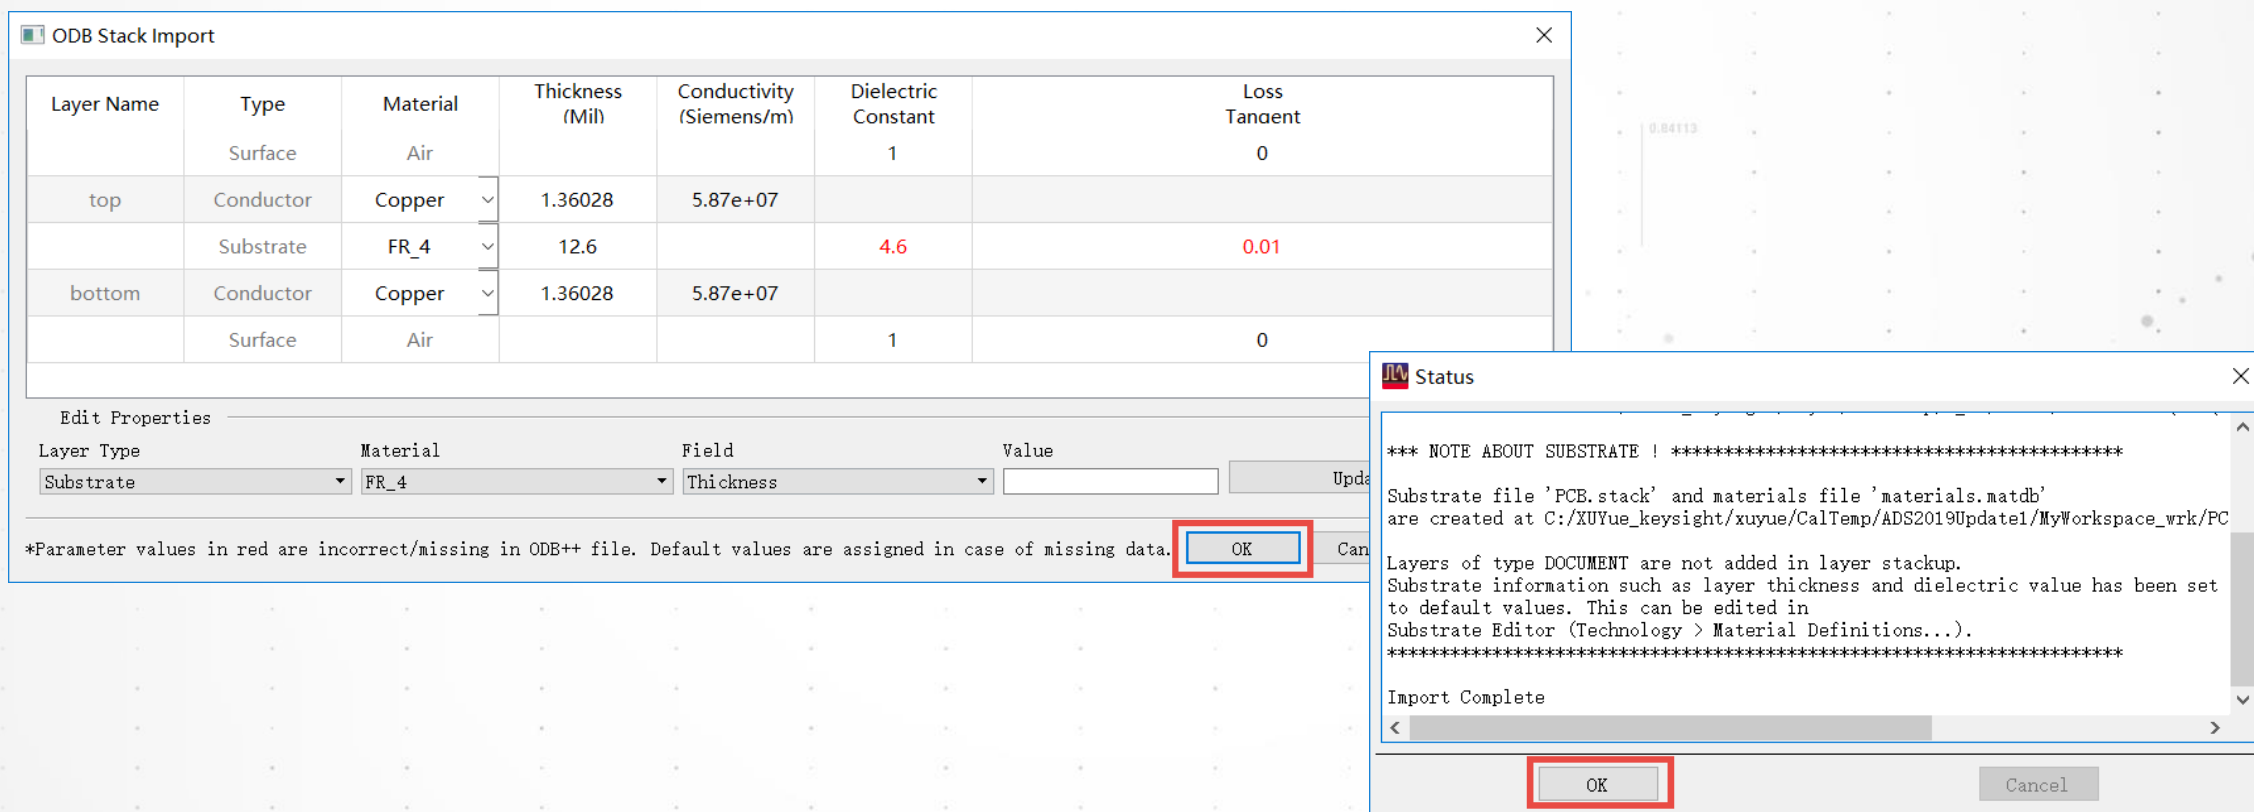 ODB Stack Import
Layer Name Type Material Thickness (Mil) Conductivity (Siemens/m) Dielectric Constant Loss Tangent
Surface Air 1 0
top Conductor Copper 1.36028 5.87e+07
Substrate FR_4 12.6 4.6 0.01
bottom Conductor Copper 1.36028 5.87e+07
Surface Air 1 0
Edit Properties
Layer Type Material Field Value
Substrate FR_4 Thickness Upda
*Parameter values in red are incorrect/missing in ODB++ file. Default values are assigned in case of missing data. OK Can
0.84113
Status
*** NOTE ABOUT SUBSTRATE ! *******************************************
Substrate file 'PCB.stack' and materials file 'materials.matdb'
are created at C:/XUYue_keysight/xuyue/CalTemp/ADS2019Update1/MyWorkspace_wrk/PC
Layers of type DOCUMENT are not added in layer stackup.
Substrate information such as layer thickness and dielectric value has been set
to default values. This can be edited in
Substrate Editor (Technology > Material Definitions...).
**********************************************************************
Import Complete
OK Cancel